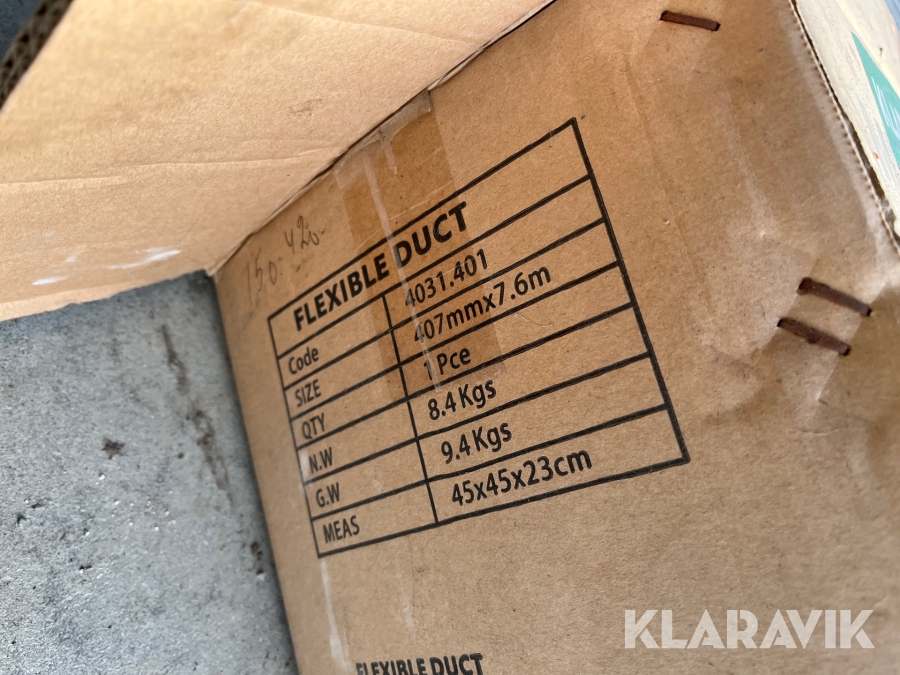 150-420-
FLEXIBLE DUCT
Code 4031.401
SIZE 407mmx7.6m
QTY 1 Pce
N.W 8.4 Kgs
G.W 9.4 Kgs
MEAS 45x45x23cm
FLEXIBLE DUCT
KLARAVIK